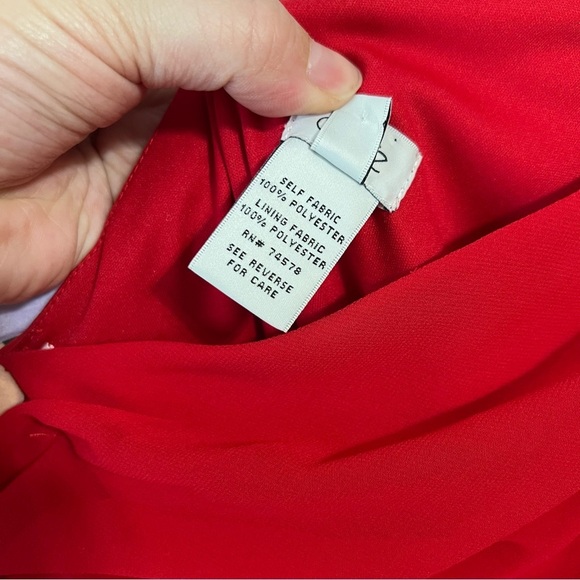 SELF FABRIC
100% POLYESTER
LINING FABRIC
100% POLYESTER
RN# 74578
SEE REVERSE
FOR CARE